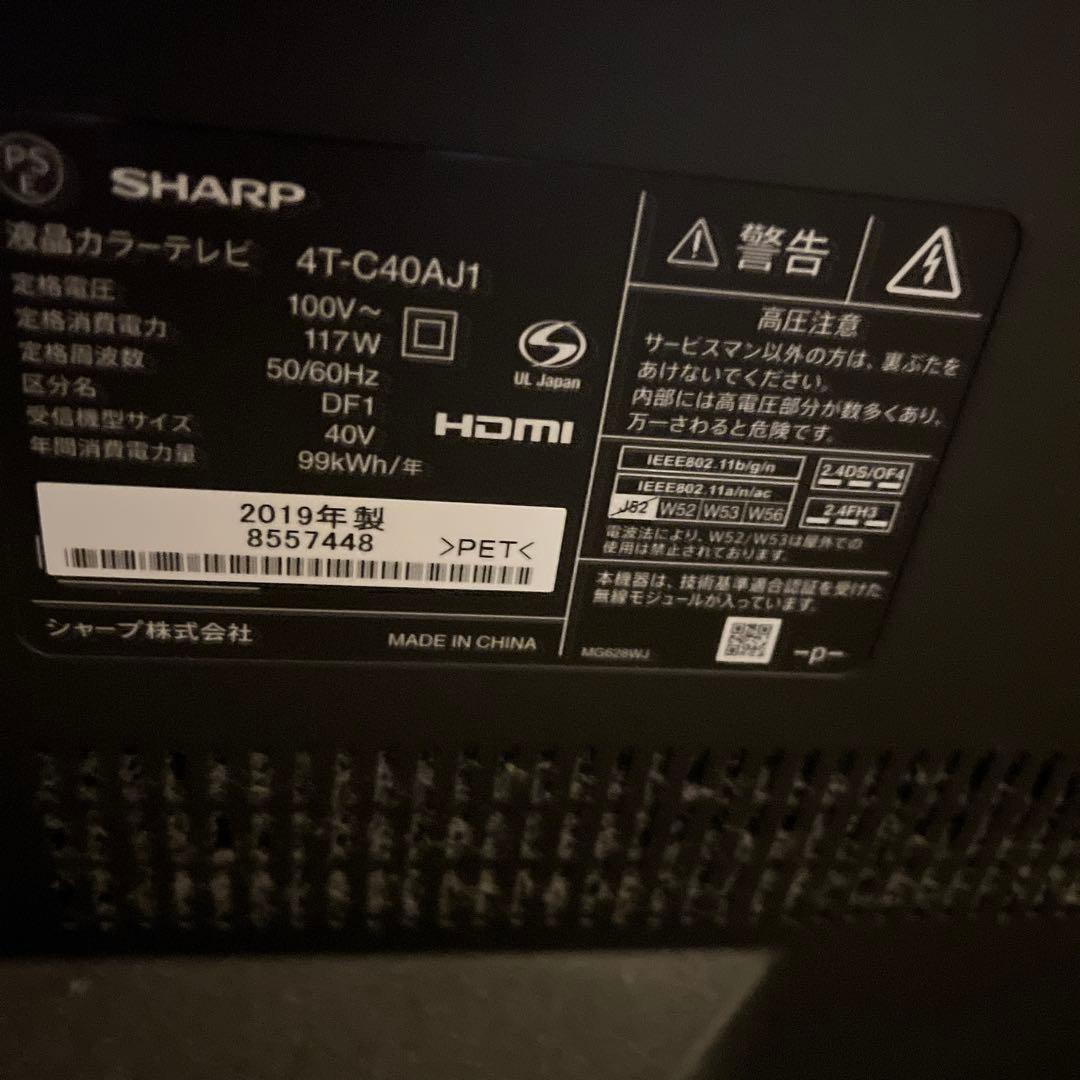 PS
E
SHARP
液晶カラーテレビ 4T-C40AJ1
定格電圧 100V～
定格消費電力 117W
定格周波数 50/60Hz
区分名 DF1
受信機型サイズ 40V
年間消費電力量 99kWh/年
UL Japan
HDMI
2019年製
8557448 >PET<
シャープ株式会社
MADE IN CHINA
警告
高圧注意
サービスマン以外の方は、裏ぶたを
あけないでください。
内部には高電圧部分が数多くあり、
万一さわると危険です。
IEEE802.11b/g/n
IEEE802.11a/n/ac
J52 W52 W53 W56
2.4DS/OF4
2.4FH3
電波法により、W52/W53は屋外での
使用は禁止されております。
本機器は、技術基準適合認証を受けた
無線モジュールが入っています。
MG628WJ
-p-